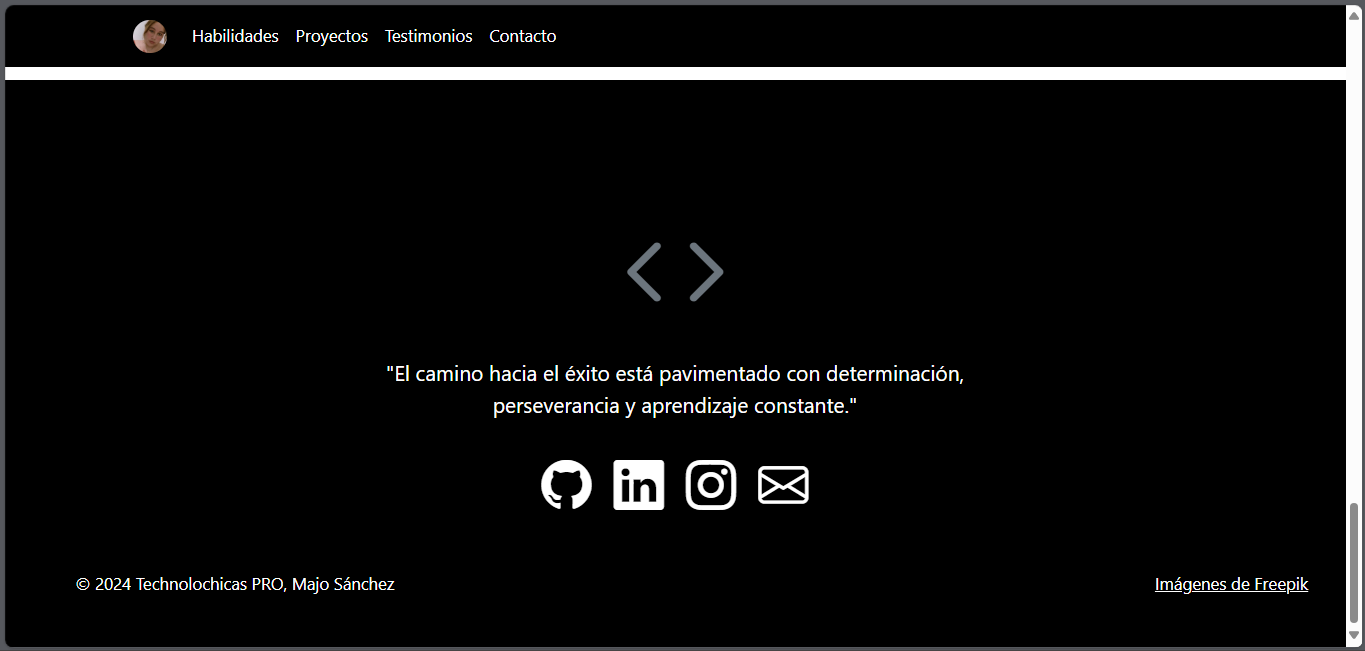 Habilidades Proyectos Testimonios Contacto
"El camino hacia el éxito está pavimentado con determinación,
perseverancia y aprendizaje constante."
in
© 2024 Technolochicas PRO, Majo Sánchez
Imágenes de Freepik